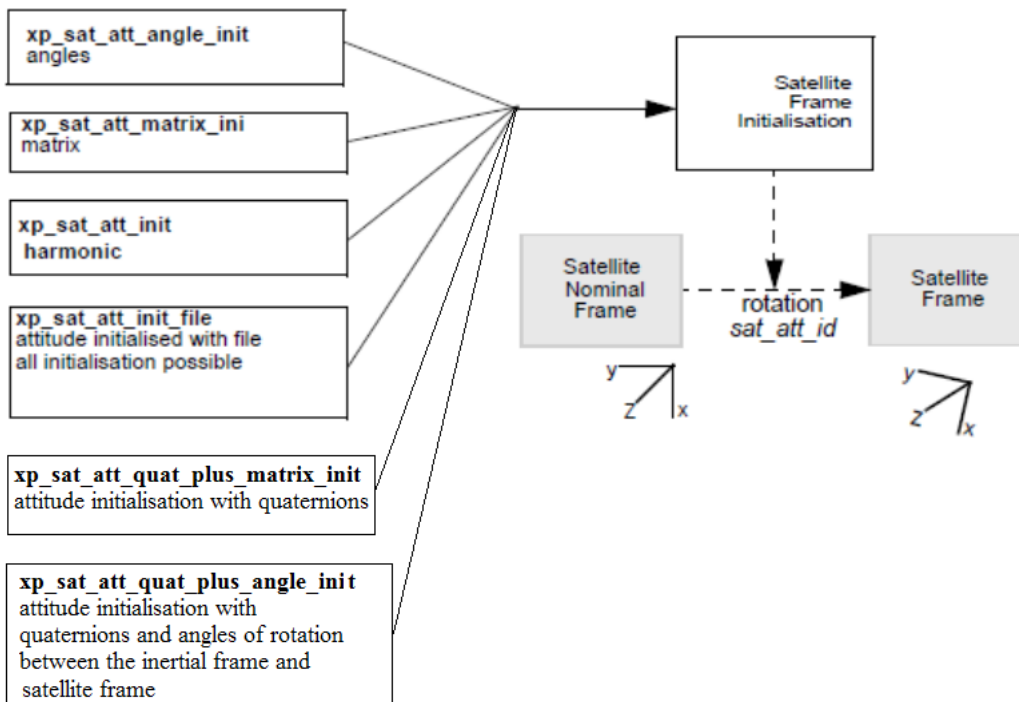 xp_sat_att_angle_init
angles
xp_sat_att_matrix_ini
matrix
xp_sat_att_init
harmonic
xp_sat_att_init_file
attitude initialised with file
all initialisation possible
xp_sat_att_quat_plus_matrix_init
attitude initialisation with quaternions
xp_sat_att_quat_plus_angle_init
attitude initialisation with
quaternions and angles of rotation
between the inertial frame and
satellite frame
Satellite
Frame
Initialisation
Satellite
Nominal
Frame
rotation
sat_att_id
Satellite
Frame
y
Z
x
y
z
x